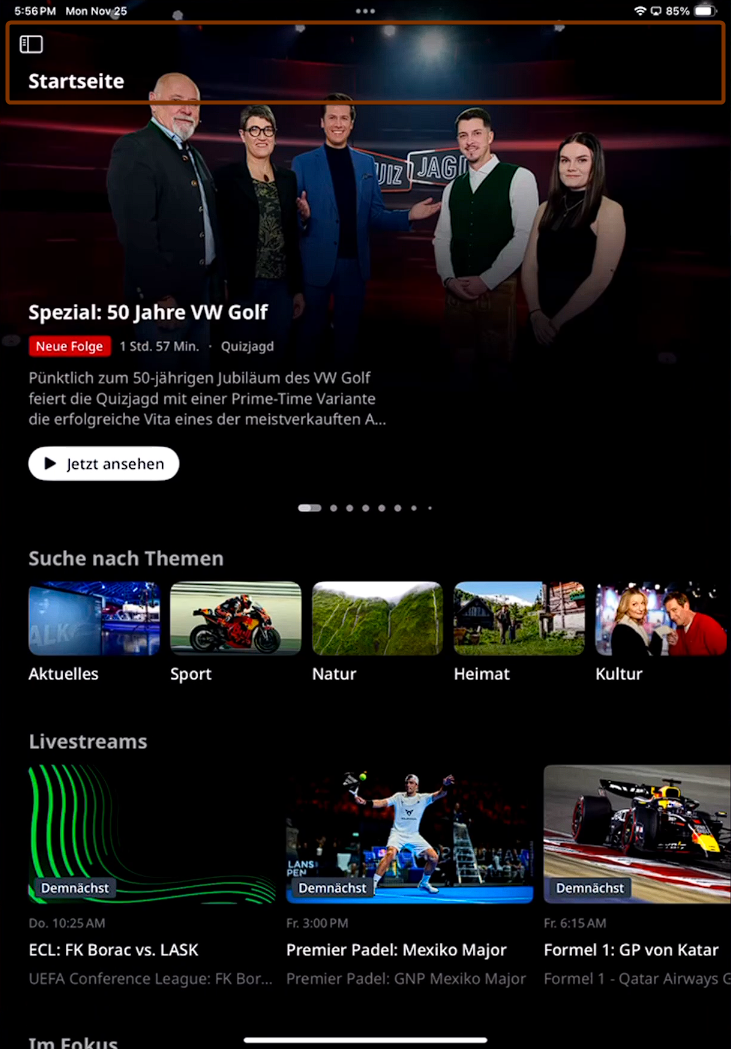 5:56 PM Mon Nov 25
85%
Startseite
UIZ JAGD
Spezial: 50 Jahre VW Golf
Neue Folge 1 Std. 57 Min. · Quizjagd
Pünktlich zum 50-jährigen Jubiläum des VW Golf
feiert die Quizjagd mit einer Prime-Time Variante
die erfolgreiche Vita eines der meistverkauften A...
Jetzt ansehen
Suche nach Themen
TALK
Aktuelles
Sport
Natur
Heimat
Kultur
Livestreams
LANS
PEN
Demnächst
Demnächst
Demnächst
Do. 10:25 AM
Fr. 3:00 PM
Fr. 6:15 AM
ECL: FK Borac vs. LASK
Premier Padel: Mexiko Major
Formel 1: GP von Katar
UEFA Conference League: FK Bor...
Premier Padel: GNP Mexiko Major
Formel 1 - Qatar Airways G
Im Fokus